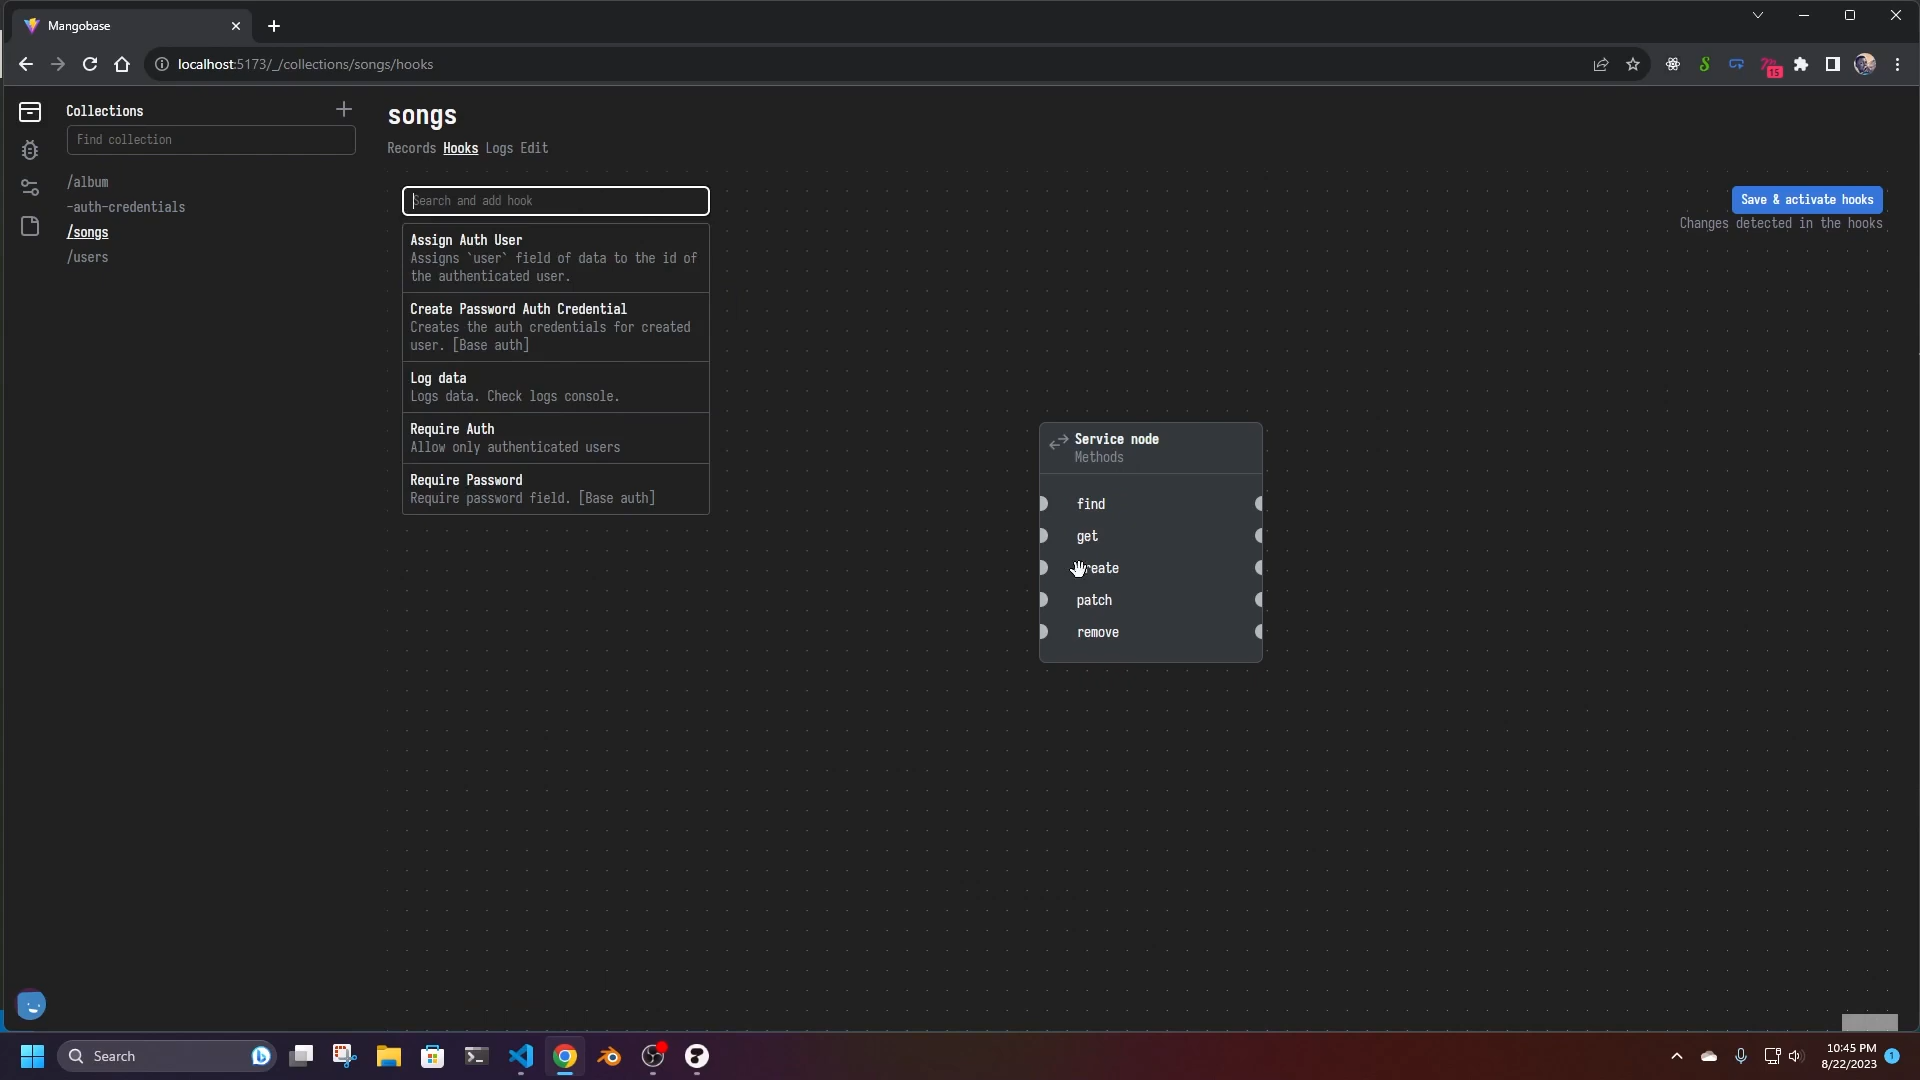 Mangobase
localhost:5173/_/collections/songs/hooks
15
Collections
Find collection
/album
-auth-credentials
/songs
/users
songs
Records Hooks Logs Edit
Search and add hook
Assign Auth User
Assigns `user` field of data to the id of
the authenticated user.
Create Password Auth Credential
Creates the auth credentials for created
user. [Base auth]
Log data
Logs data. Check logs console.
Require Auth
Allow only authenticated users
Require Password
Require password field. [Base auth]
Save & activate hooks
Changes detected in the hooks
Service node
Methods
find
get
create
patch
remove
Search
10:45 PM
8/22/2023
1